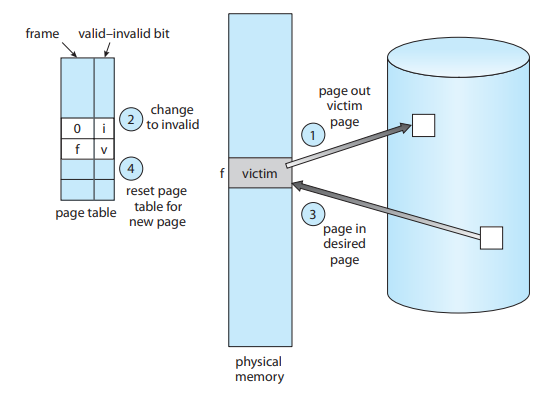 frame
valid–invalid bit
0
i
f
v
2
change
to invalid
4
reset page
table for
new page
page table
f
victim
physical
memory
page out
victim
page
1
3
page in
desired
page